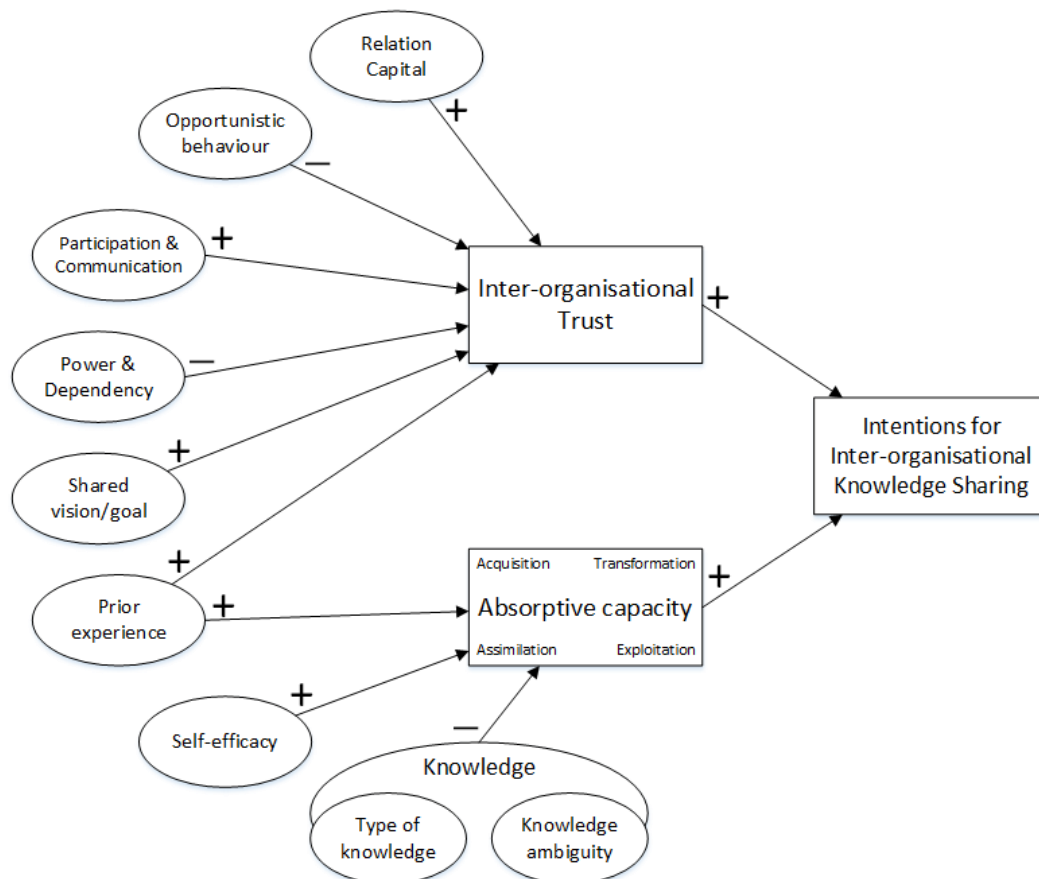 Relation
Capital
+
Opportunistic
behaviour
−
Participation &
Communication
+
Inter-organisational
Trust
+
Power &
Dependency
−
Intentions for
Inter-organisational
Knowledge Sharing
Shared
vision/goal
+
Prior
experience
+
+
Acquisition Transformation
Absorptive capacity
Assimilation Exploitation
+
Self-efficacy
+
−
Knowledge
Type of
knowledge
Knowledge
ambiguity